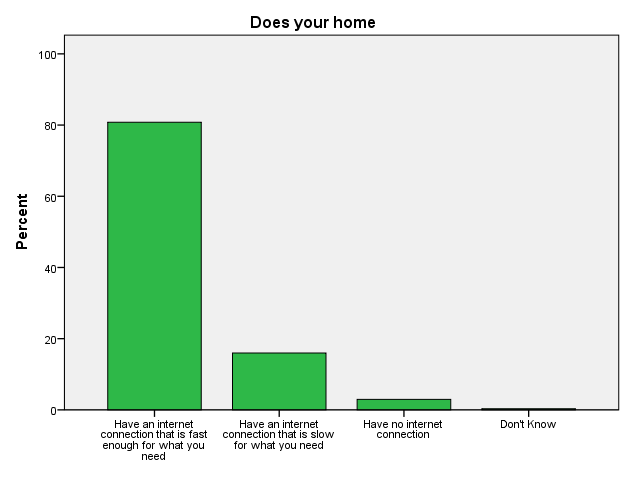 Does your home
Percent
100
80
60
40
20
0
Have an internet
connection that is fast
enough for what you
need
Have an internet
connection that is slow
for what you need
Have no internet
connection
Don't Know